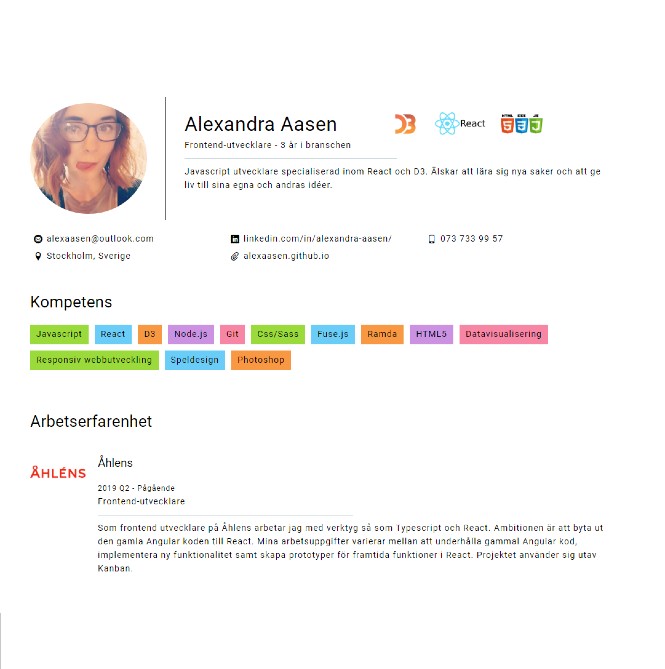 Alexandra Aasen
React
HTML CSS JS
Frontend-utvecklare - 3 år i branschen
Javascript utvecklare specialiserad inom React och D3. Älskar att lära sig nya saker och att ge
liv till sina egna och andras idéer.
alexaasen@outlook.com
linkedin.com/in/alexandra-aasen/
073 733 99 57
Stockholm, Sverige
alexaasen.github.io
Kompetens
Javascript React D3 Node.js Git Css/Sass Fuse.js Ramda HTML5 Datavisualisering
Responsiv webbutveckling Speldesign Photoshop
Arbetserfarenhet
ÅHLÉNS
Åhlens
2019 Q2 - Pågående
Frontend-utvecklare
Som frontend utvecklare på Åhlens arbetar jag med verktyg så som Typescript och React. Ambitionen är att byta ut
den gamla Angular koden till React. Mina arbetsuppgifter varierar mellan att underhålla gammal Angular kod,
implementera ny funktionalitet samt skapa prototyper för framtida funktioner i React. Projektet använder sig utav
Kanban.